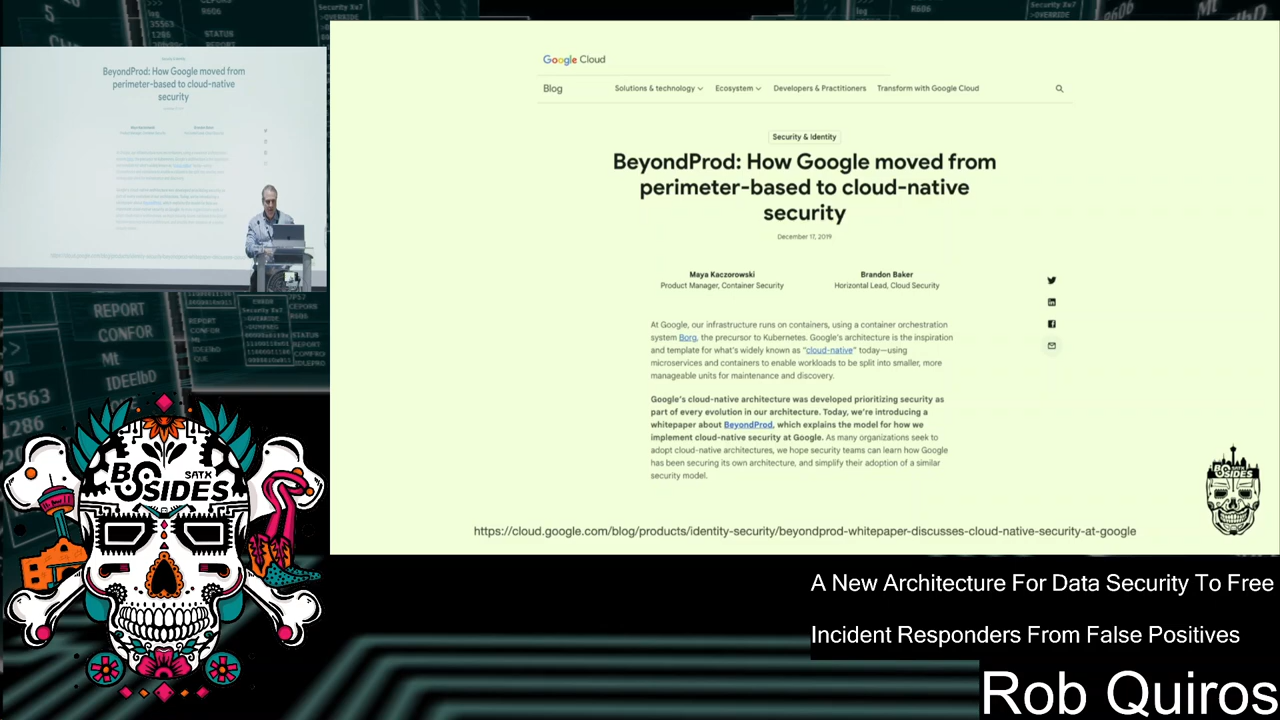 Google Cloud
Blog
Solutions & technology
Ecosystem
Developers & Practitioners
Transform with Google Cloud
Security & Identity
BeyondProd: How Google moved from
perimeter-based to cloud-native
security
December 17, 2019
Maya Kaczorowski
Product Manager, Container Security
Brandon Baker
Horizontal Lead, Cloud Security
At Google, our infrastructure runs on containers, using a container orchestration
system Borg, the precursor to Kubernetes. Google's architecture is the inspiration
and template for what's widely known as "cloud-native" today—using
microservices and containers to enable workloads to be split into smaller, more
manageable units for maintenance and discovery.
Google's cloud-native architecture was developed prioritizing security as
part of every evolution in our architecture. Today, we're introducing a
whitepaper about BeyondProd, which explains the model for how we
implement cloud-native security at Google. As many organizations seek to
adopt cloud-native architectures, we hope security teams can learn how Google
has been securing its own architecture, and simplify their adoption of a similar
security model.
https://cloud.google.com/blog/products/identity-security/beyondprod-whitepaper-discusses-cloud-native-security-at-google
BSIDES
SATX
BeyondProd: How Google moved from
perimeter-based to cloud-native
security
REPORT
CONFOR
5563
BSIDES
SATX
A New Architecture For Data Security To Free
Incident Responders From False Positives
Rob Quiros